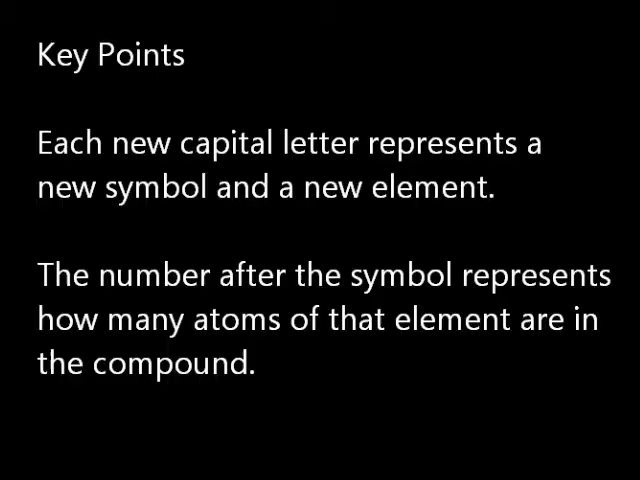 Key Points
Each new capital letter represents a
new symbol and a new element.
The number after the symbol represents
how many atoms of that element are in
the compound.